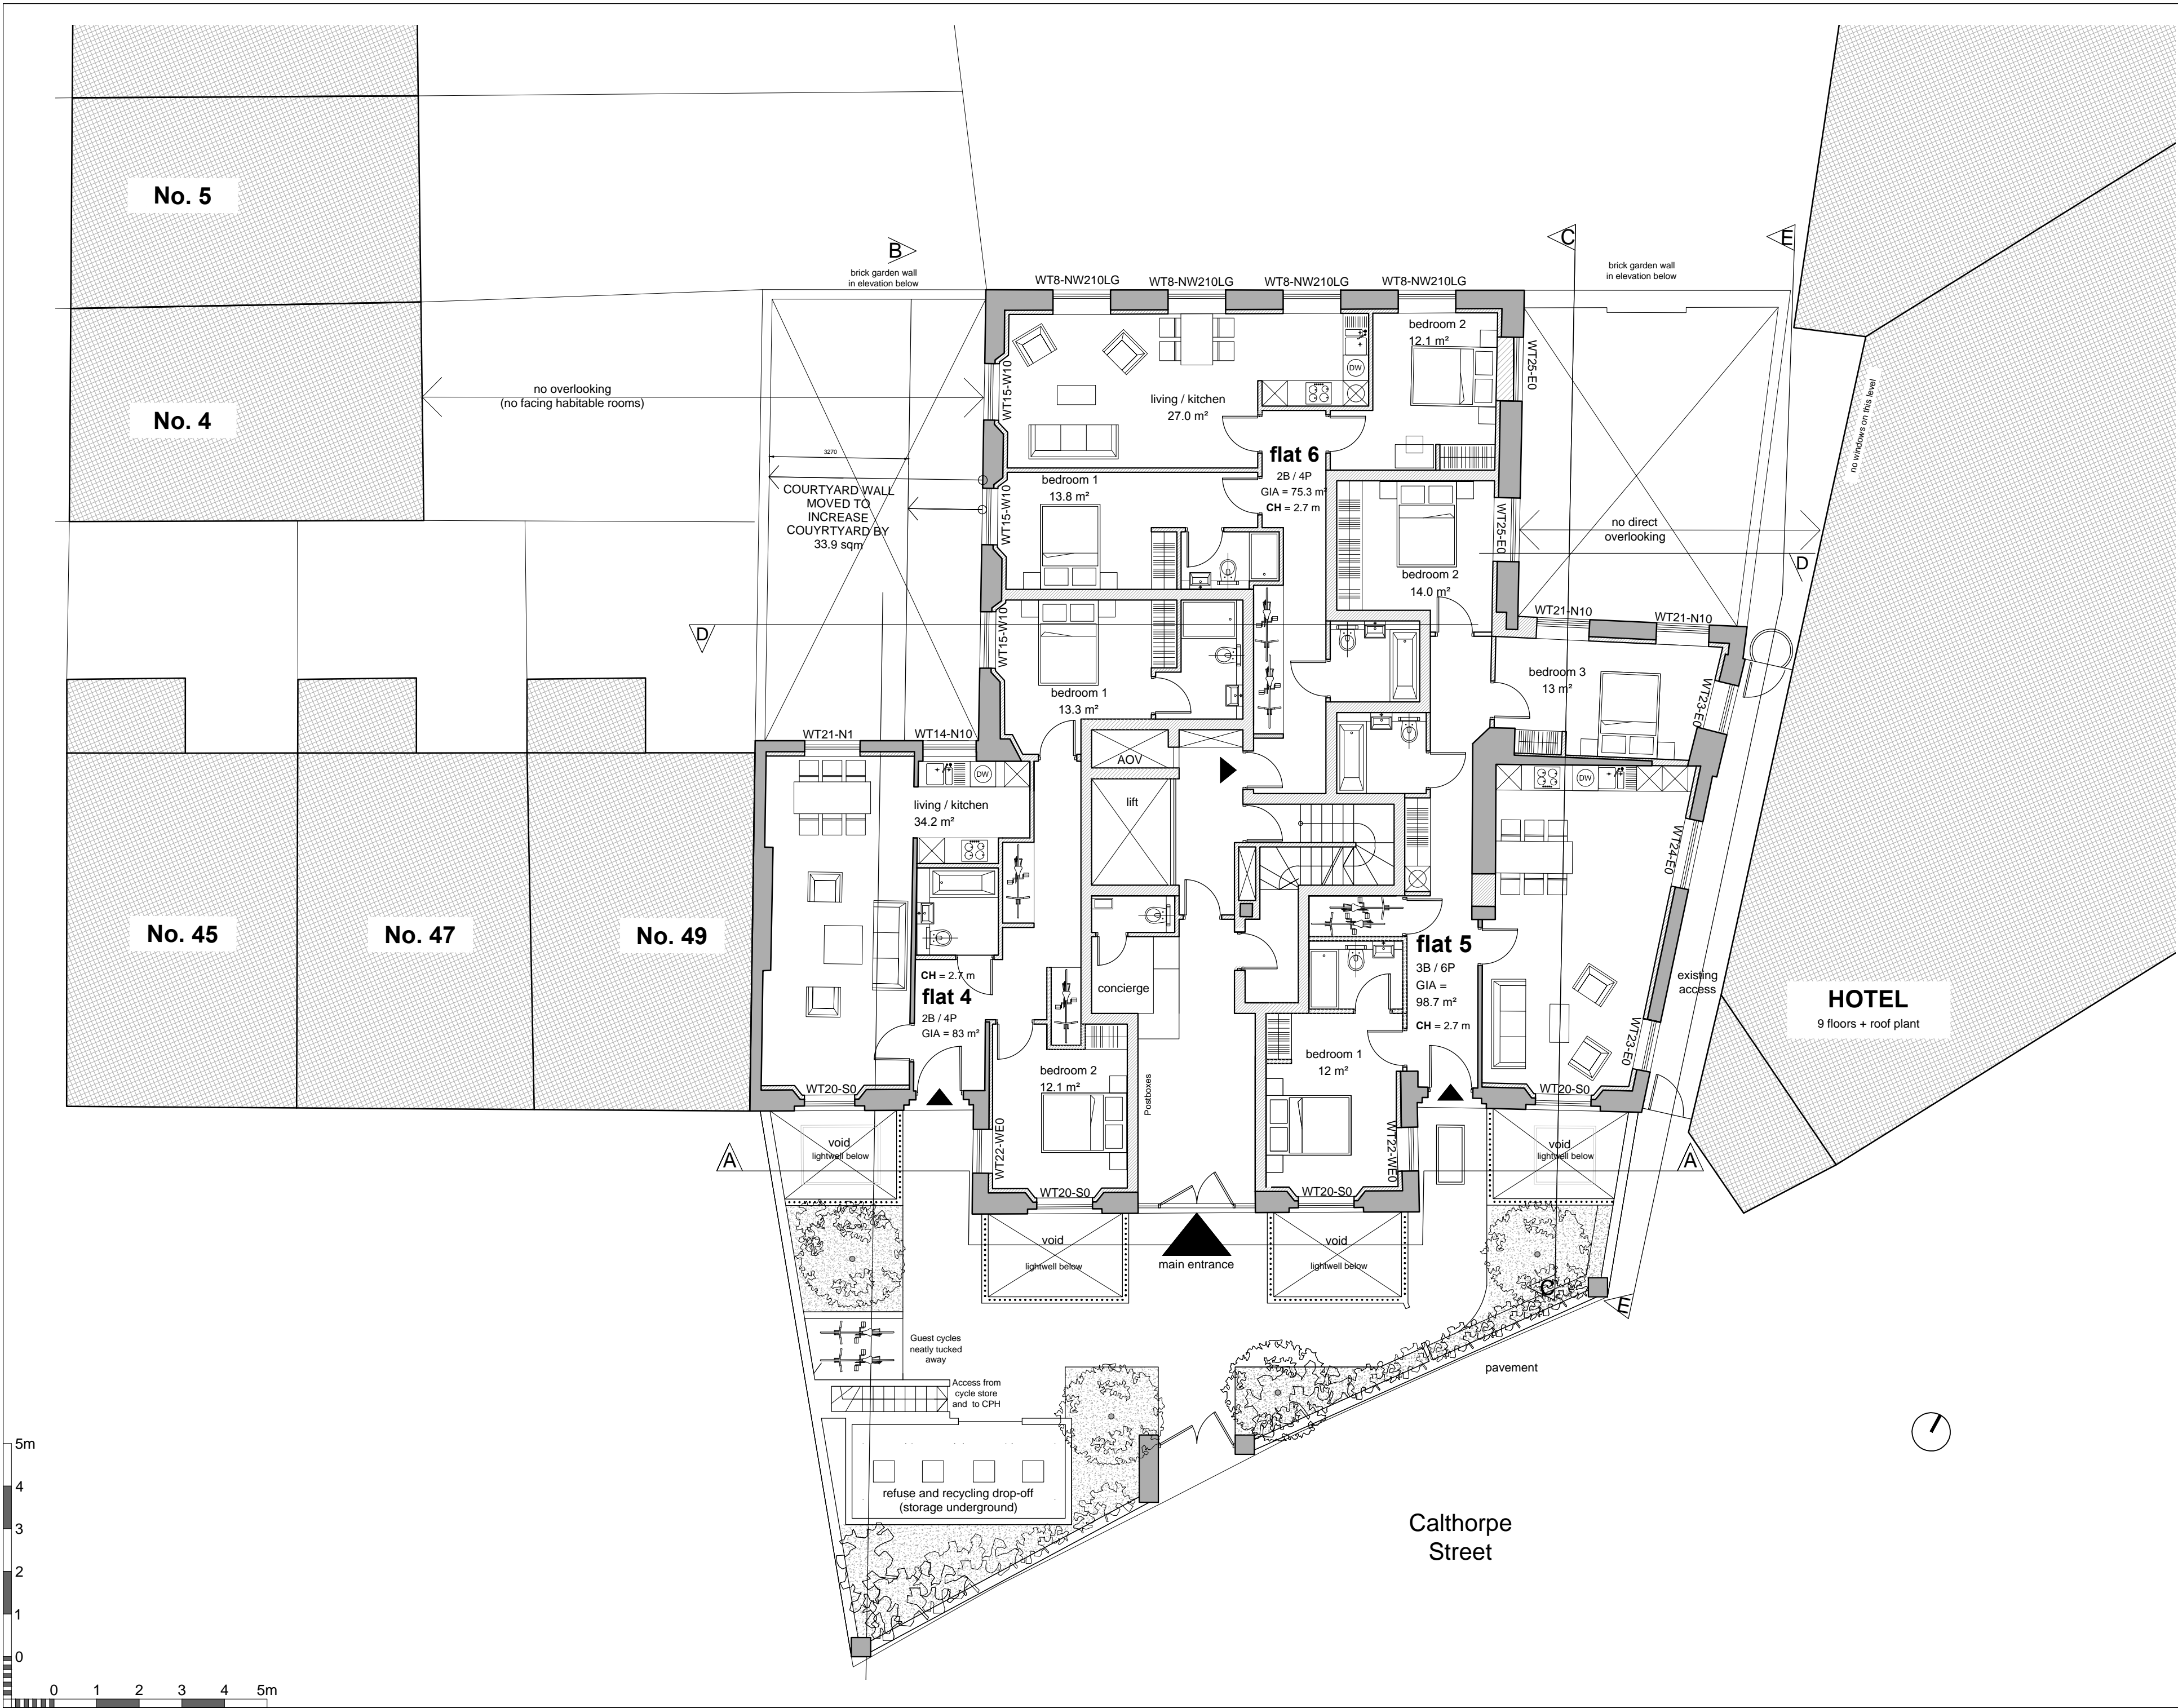 No. 5
B
C
E
brick garden wall
in elevation below
brick garden wall
in elevation below
WT8-NW210LG
WT8-NW210LG
WT8-NW210LG
WT8-NW210LG
bedroom 2
12.1 m²
WT25-E0
DW
WT15-W10
living / kitchen
27.0 m²
no overlooking
(no facing habitable rooms)
No. 4
no windows on this level
flat 6
2B / 4P
GIA = 75.3 m²
CH = 2.7 m
3270
COURTYARD WALL
MOVED TO
INCREASE
COUYRTYARD BY
33.9 sqm
bedroom 1
13.8 m²
WT15-W10
WT25-E0
no direct
overlooking
D
bedroom 2
14.0 m²
WT21-N10
WT21-N10
D
WT15-W10
bedroom 1
13.3 m²
bedroom 3
13 m²
WT23-E0
WT21-N1
WT14-N10
AOV
DW
DW
living / kitchen
34.2 m²
lift
WT24-E0
No. 45
No. 47
No. 49
CH = 2.7 m
flat 4
2B / 4P
GIA = 83 m²
concierge
flat 5
3B / 6P
GIA =
98.7 m²
CH = 2.7 m
existing
access
HOTEL
9 floors + roof plant
WT23-E0
bedroom 2
12.1 m²
bedroom 1
12 m²
Postboxes
WT20-S0
WT20-S0
void
lightwell below
WT22-WE0
WT22-WE0
void
lightwell below
A
A
WT20-S0
WT20-S0
void
lightwell below
main entrance
void
lightwell below
C
E
Guest cycles
neatly tucked
away
pavement
Access from
cycle store
and to CPH
refuse and recycling drop-off
(storage underground)
Calthorpe
Street
5m
4
3
2
1
0
0 1 2 3 4 5m